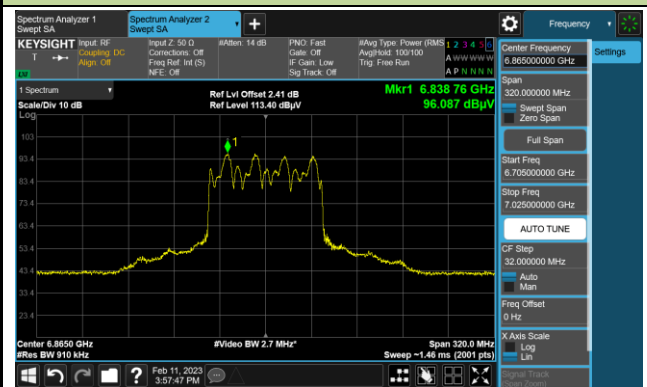 Spectrum Analyzer 1
Swept SA
Spectrum Analyzer 2
Swept SA
Frequency
KEYSIGHT
Input: RF
Coupling: DC
Align: Off
Input Z: 50 Ω
Corrections: Off
Freq Ref: Int (S)
NFE: Off
#Atten: 14 dB
PNO: Fast
Gate: Off
IF Gain: Low
Sig Track: Off
#Avg Type: Power (RMS
Avg|Hold: 100/100
Trig: Free Run
1 2 3 4 5 6
A W W W W W
A P N N N N
1 Spectrum
Scale/Div 10 dB
Log
Ref Lvl Offset 2.41 dB
Ref Level 113.40 dBµV
Mkr1 6.838 76 GHz
96.087 dBµV
1
103
93.4
83.4
73.4
63.4
53.4
43.4
33.4
23.4
Center 6.8650 GHz
#Res BW 910 kHz
#Video BW 2.7 MHz*
Span 320.0 MHz
Sweep ~1.46 ms (2001 pts)
Center Frequency
6.865000000 GHz
Settings
Span
320.000000 MHz
Swept Span
Zero Span
Full Span
Start Freq
6.705000000 GHz
Stop Freq
7.025000000 GHz
AUTO TUNE
CF Step
32.000000 MHz
Auto
Man
Freq Offset
0 Hz
X Axis Scale
Log
Lin
Signal Track
(Span Zoom)
Feb 11, 2023
3:57:47 PM